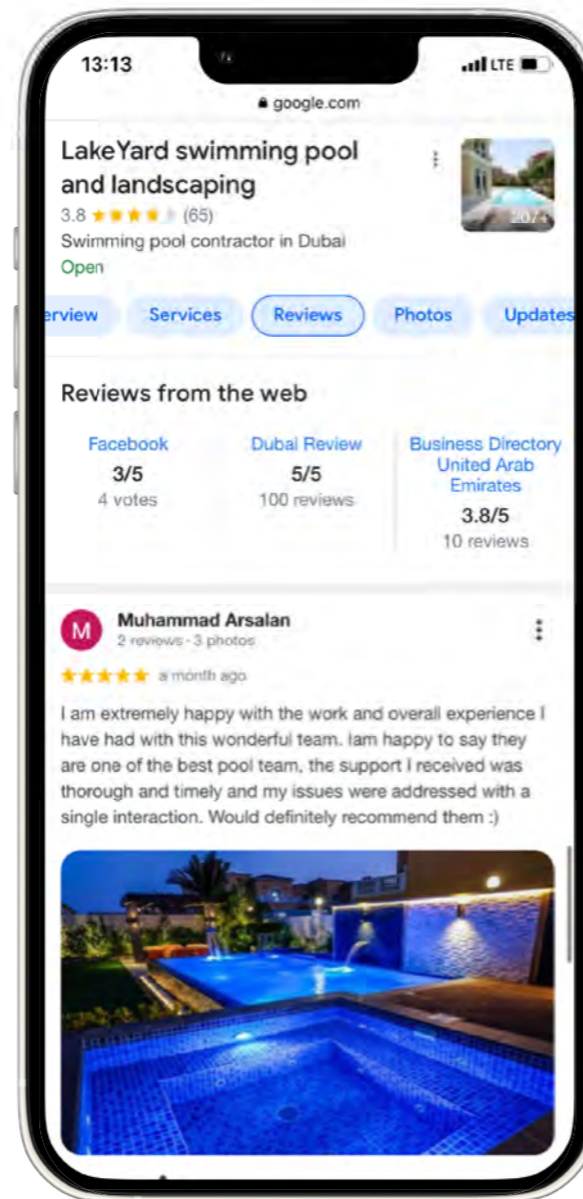 13:13
LTE
google.com
LakeYard swimming pool
and landscaping
3.8 (65)
Swimming pool contractor in Dubai
Open
erview Services Reviews Photos Updates
Reviews from the web
Facebook
3/5
4 votes
Dubai Review
5/5
100 reviews
Business Directory
United Arab
Emirates
3.8/5
10 reviews
M
Muhammad Arsalan
2 reviews · 3 photos
a month ago
I am extremely happy with the work and overall experience I
have had with this wonderful team. Iam happy to say they
are one of the best pool team, the support I received was
thorough and timely and my issues were addressed with a
single interaction. Would definitely recommend them :)